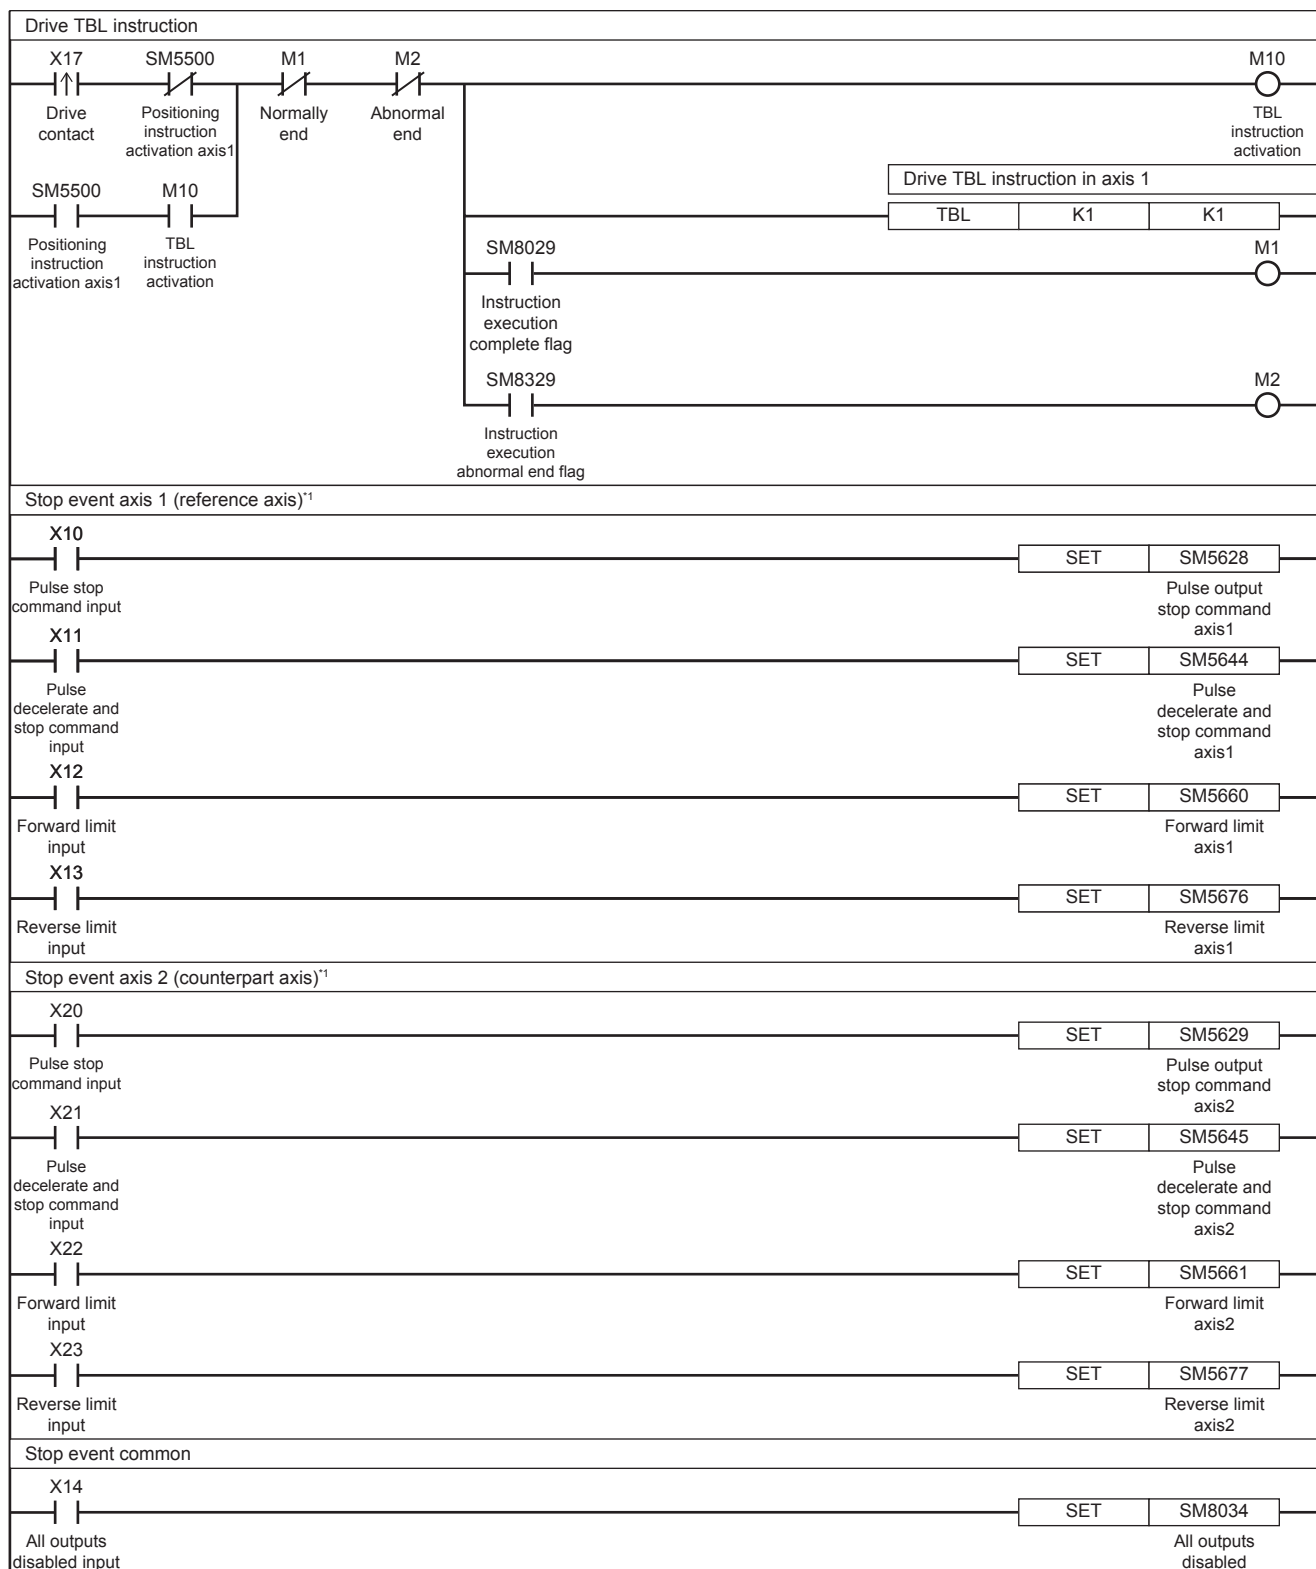 Drive TBL instruction
X17 SM5500 M1 M2 M10
Drive contact
Positioning instruction activation axis1
Normally end
Abnormal end
TBL instruction activation
Drive TBL instruction in axis 1
SM5500 M10
TBL K1 K1
Positioning instruction activation axis1
TBL instruction activation
SM8029 M1
Instruction execution complete flag
SM8329 M2
Instruction execution abnormal end flag
Stop event axis 1 (reference axis)*1
X10
SET SM5628
Pulse stop command input
Pulse output stop command axis1
X11
SET SM5644
Pulse decelerate and stop command input
Pulse decelerate and stop command axis1
X12
SET SM5660
Forward limit input
Forward limit axis1
X13
SET SM5676
Reverse limit input
Reverse limit axis1
Stop event axis 2 (counterpart axis)*1
X20
SET SM5629
Pulse stop command input
Pulse output stop command axis2
X21
SET SM5645
Pulse decelerate and stop command input
Pulse decelerate and stop command axis2
X22
SET SM5661
Forward limit input
Forward limit axis2
X23
SET SM5677
Reverse limit input
Reverse limit axis2
Stop event common
X14
SET SM8034
All outputs disabled input
All outputs disabled